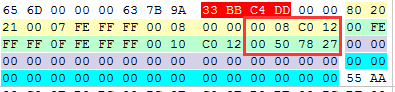 65 6D 00 00 00 63 7B 9A 33 BB C4 DD 00 00 80 20
21 00 07 FE FF FF 00 08 00 00 00 08 C0 12 00 FE
FF FF 0F FE FF FF 00 10 C0 12 00 50 78 27 00 00
00 00 00 00 00 00 00 00 00 00 00 00 00 00 00 00
00 00 00 00 00 00 00 00 00 00 00 00 00 00 55 AA